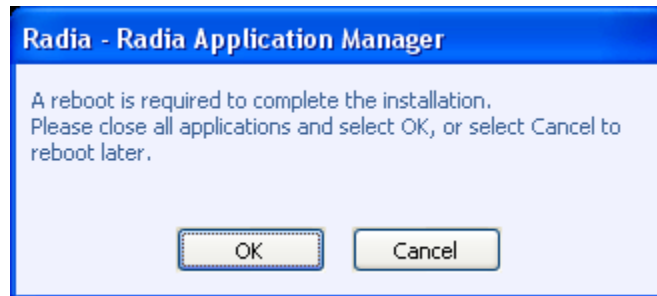 Radia - Radia Application Manager
A reboot is required to complete the installation.
Please close all applications and select OK, or select Cancel to
reboot later.
OK
Cancel